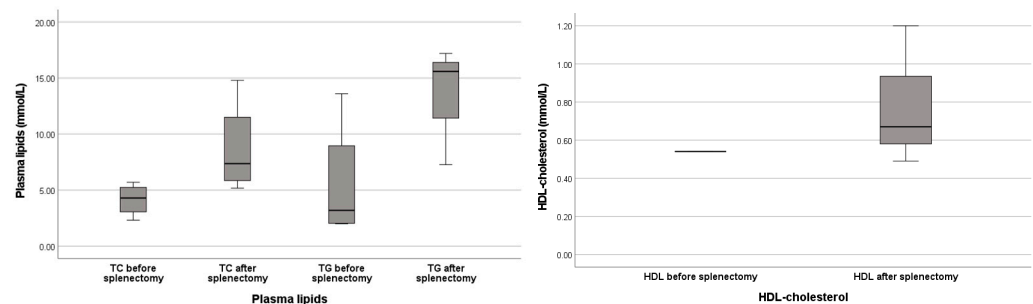 Plasma lipids (mmol/L)
20.00
15.00
10.00
5.00
0.00
TC before
splenectomy
TC after
splenectomy
TG before
splenectomy
TG after
splenectomy
Plasma lipids
HDL-cholesterol (mmol/L)
1.20
1.00
0.80
0.60
0.40
0.20
0.00
HDL before splenectomy
HDL after splenectomy
HDL-cholesterol